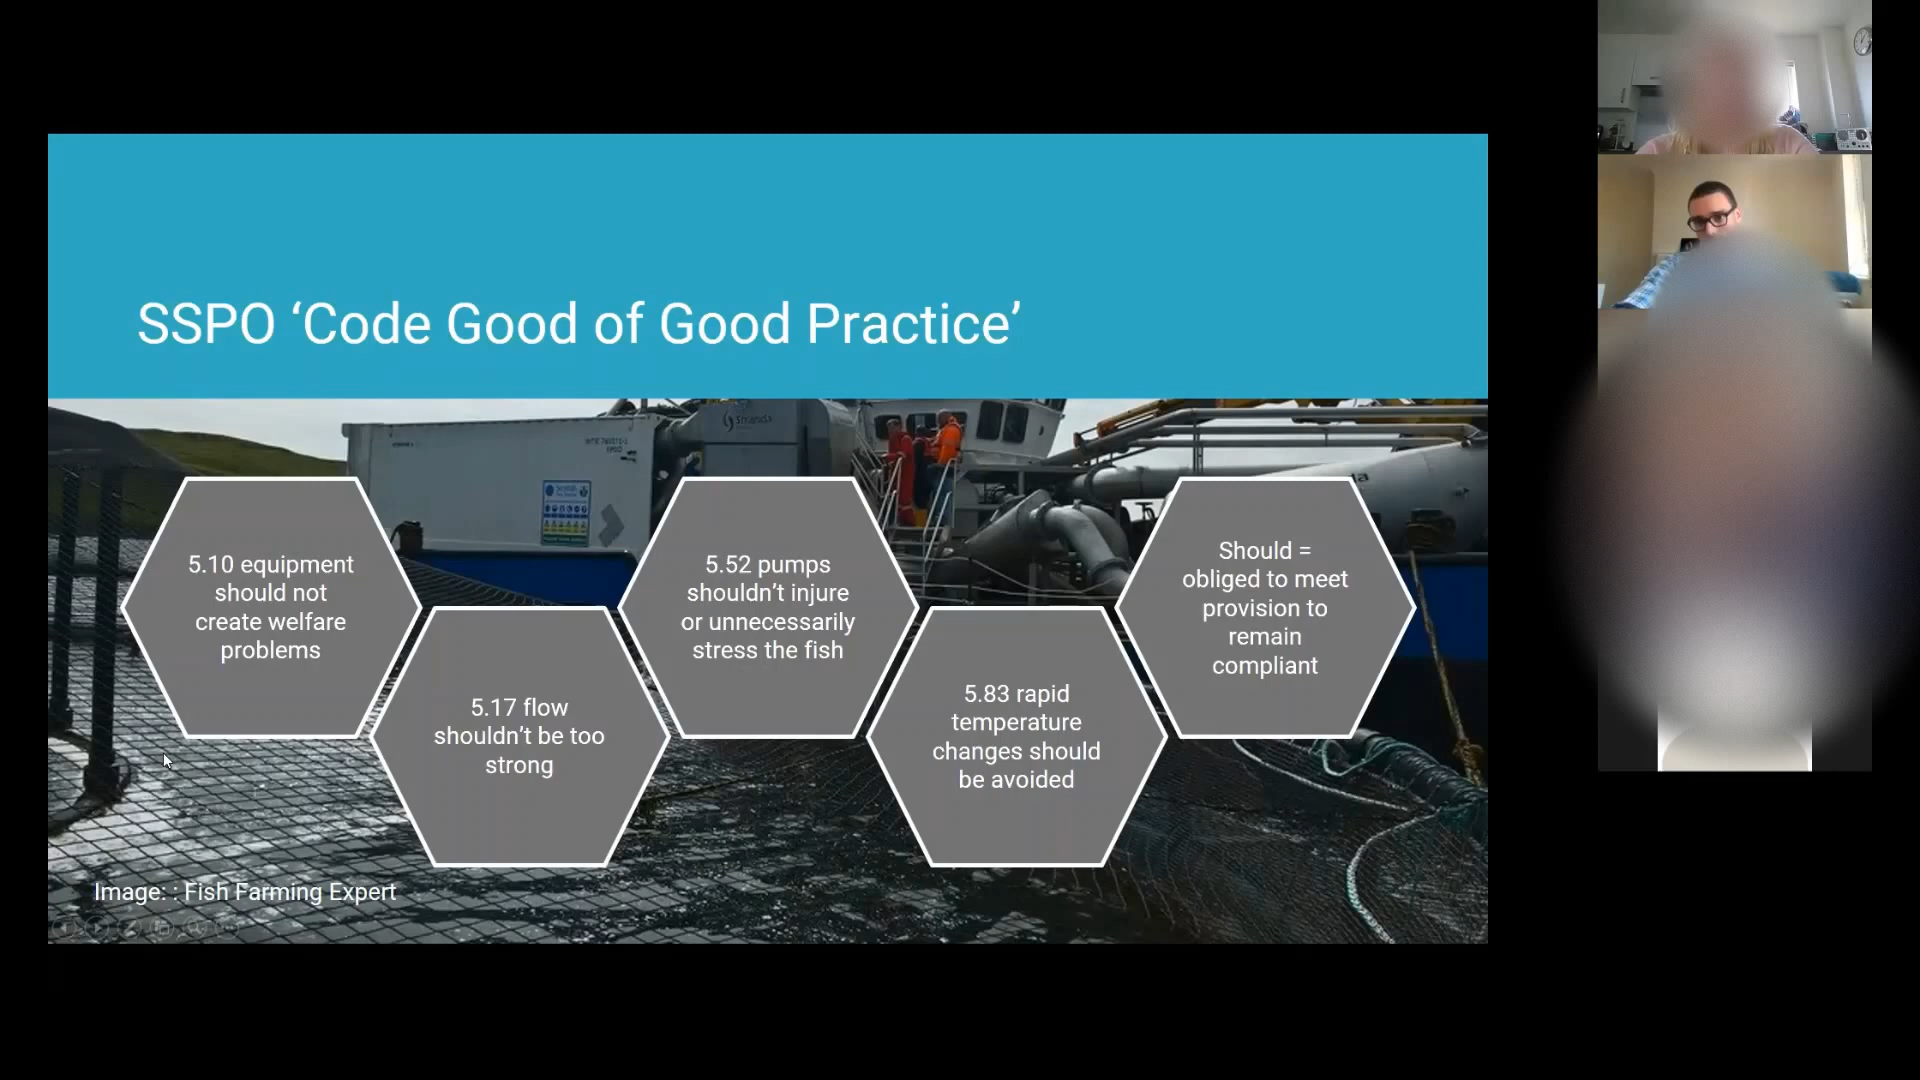 SSPO ‘Code Good of Good Practice’
Stranda
5.10 equipment
should not
create welfare
problems
5.17 flow
shouldn’t be too
strong
5.52 pumps
shouldn’t injure
or unnecessarily
stress the fish
5.83 rapid
temperature
changes should
be avoided
Should =
obliged to meet
provision to
remain
compliant
Image: : Fish Farming Expert